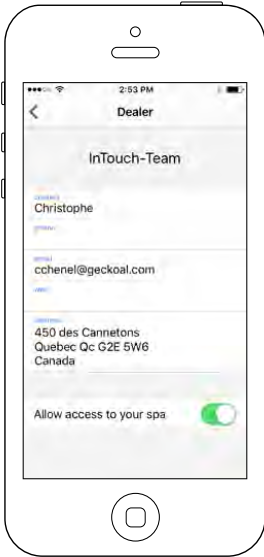 2:53 PM
Dealer
InTouch-Team
Christophe
cchenel@geckoal.com
450 des Cannetons
Quebec Qc G2E 5W6
Canada
Allow access to your spa